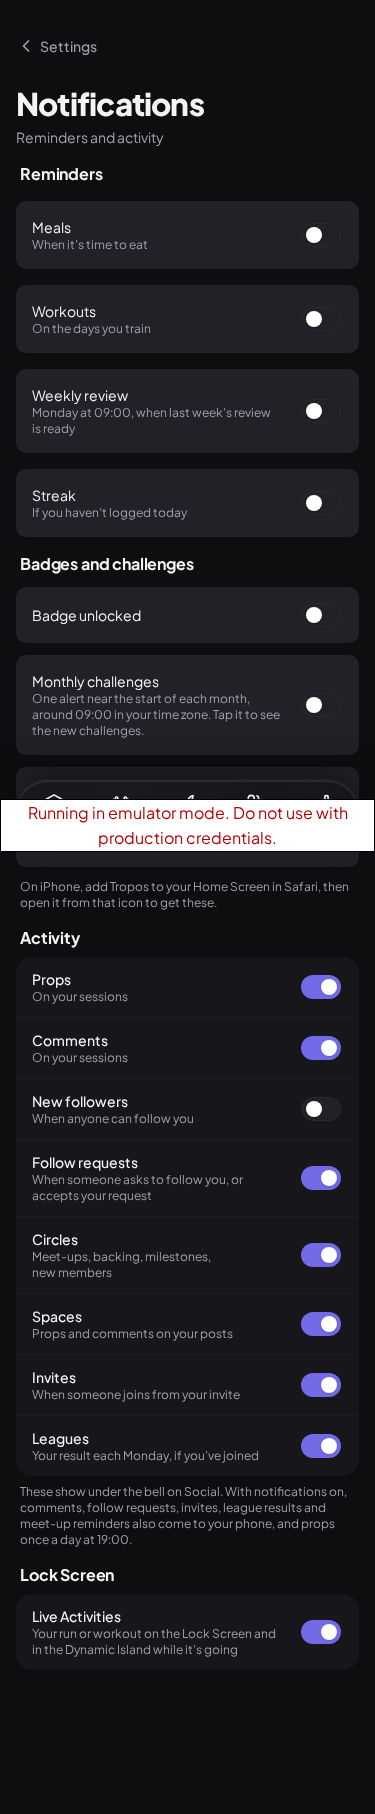 Settings
Notifications
Reminders and activity
Reminders
Meals
When it's time to eat
Workouts
On the days you train
Weekly review
Monday at 09:00, when last week's review
is ready
Streak
If you haven't logged today
Badges and challenges
Badge unlocked
Monthly challenges
One alert near the start of each month,
around 09:00 in your time zone. Tap it to see
the new challenges.
Running in emulator mode. Do not use with
production credentials.
On iPhone, add Tropos to your Home Screen in Safari, then
open it from that icon to get these.
Activity
Props
On your sessions
Comments
On your sessions
New followers
When anyone can follow you
Follow requests
When someone asks to follow you, or
accepts your request
Circles
Meet-ups, backing, milestones,
new members
Spaces
Props and comments on your posts
Invites
When someone joins from your invite
Leagues
Your result each Monday, if you've joined
These show under the bell on Social. With notifications on,
comments, follow requests, invites, league results and
meet-up reminders also come to your phone, and props
once a day at 19:00.
Lock Screen
Live Activities
Your run or workout on the Lock Screen and
in the Dynamic Island while it's going